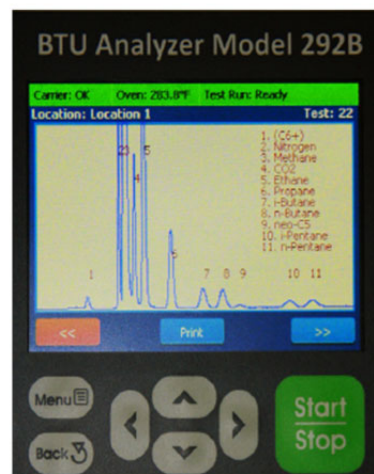 BTU Analyzer Model 292B
Carrier: OK Oven: 283.8°F Test Run: Ready
Location: Location 1 Test: 22
1. (C6+)
2. Nitrogen
3. Methane
4. CO2
5. Ethane
6. Propane
7. i-Butane
8. n-Butane
9. neo-C5
10. i-Pentane
11. n-Pentane
2 3 5
4
6
1 7 8 9 10 11
<< Print >>
Menu
Back
Start
Stop